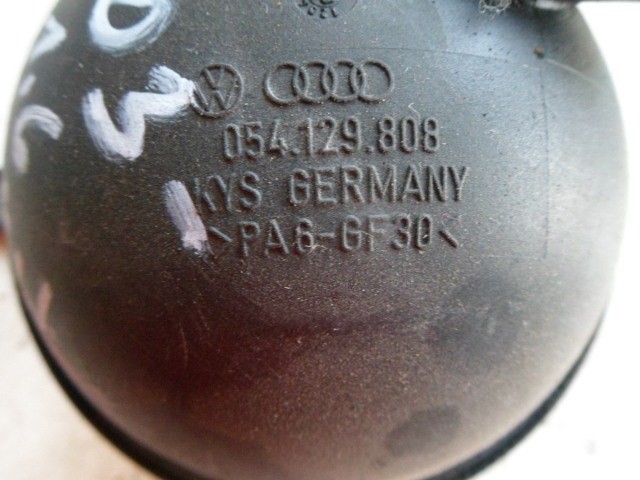 054.129.808
KYS GERMANY
>PA6-GF30<